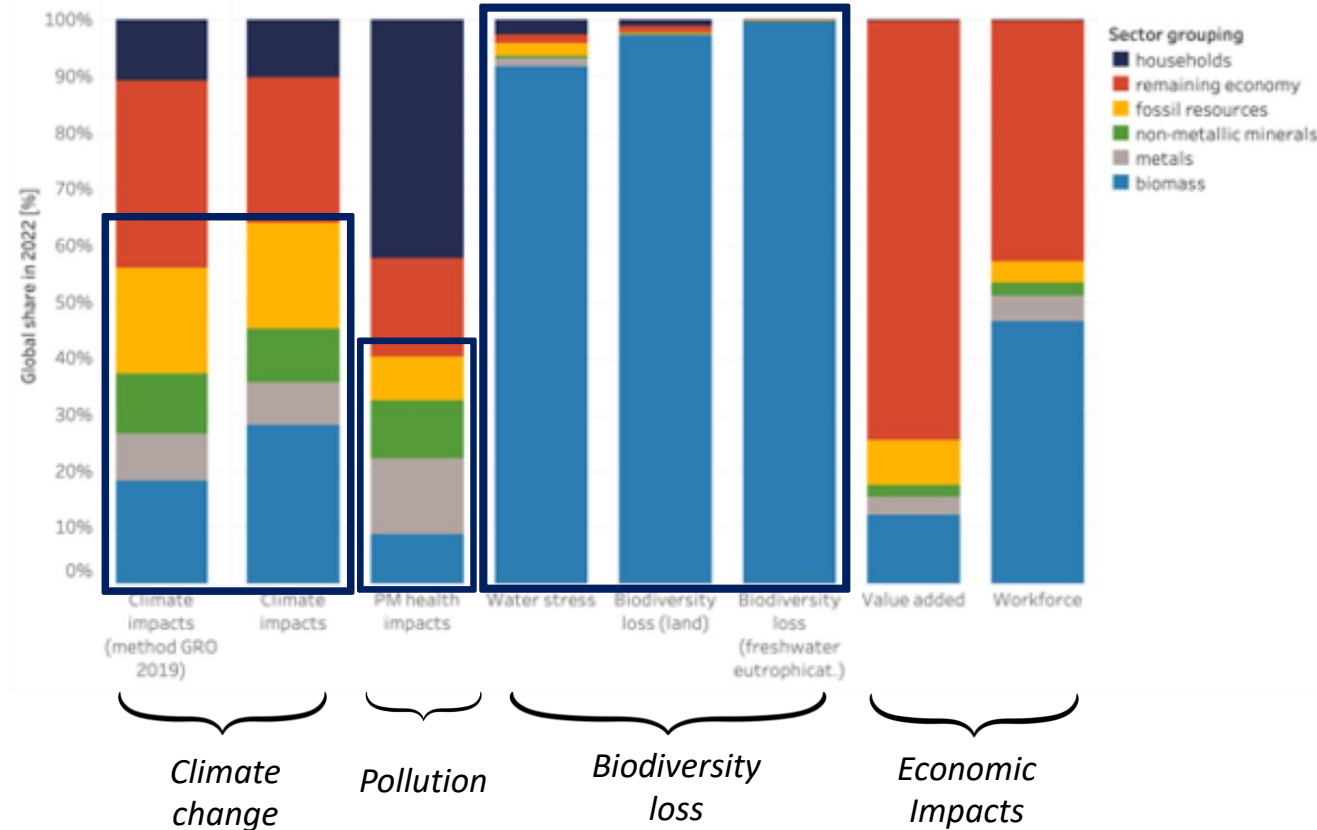 100%
90%
80%
70%
60%
50%
40%
30%
20%
10%
0%
Global share in 2022 [%]
Sector grouping
households
remaining economy
fossil resources
non-metallic minerals
metals
biomass
Climate
impacts
(method GRO
2019)
Climate
impacts
PM health
impacts
Water stress
Biodiversity
loss (land)
Biodiversity
loss
(freshwater
eutrophicat.)
Value added
Workforce
Climate
change
Pollution
Biodiversity
loss
Economic
Impacts